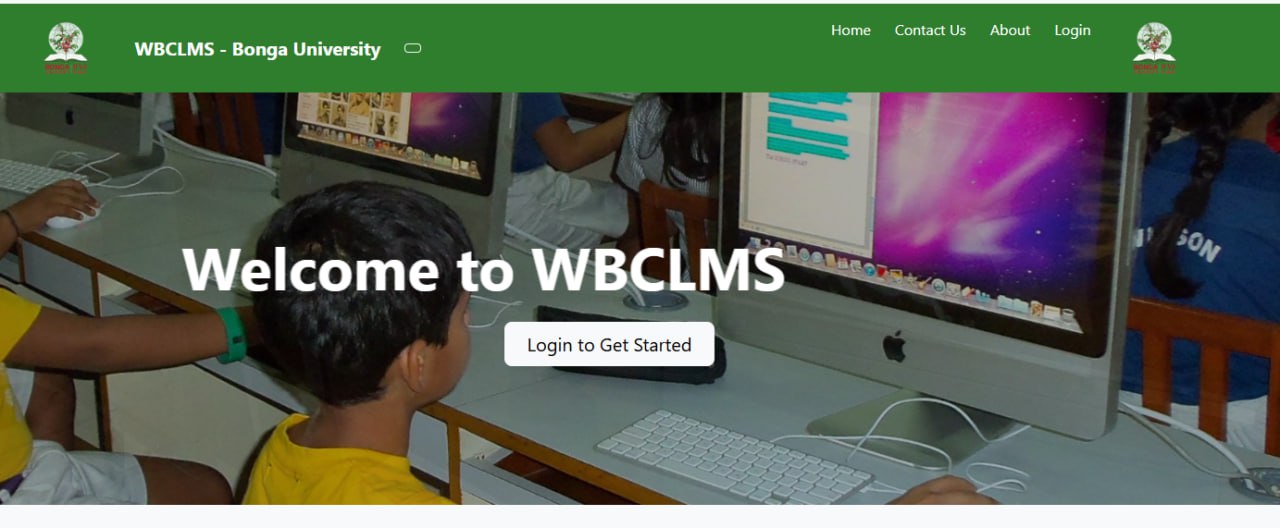 WBCLMS - Bonga University
Home
Contact Us
About
Login
Welcome to WBCLMS
Login to Get Started